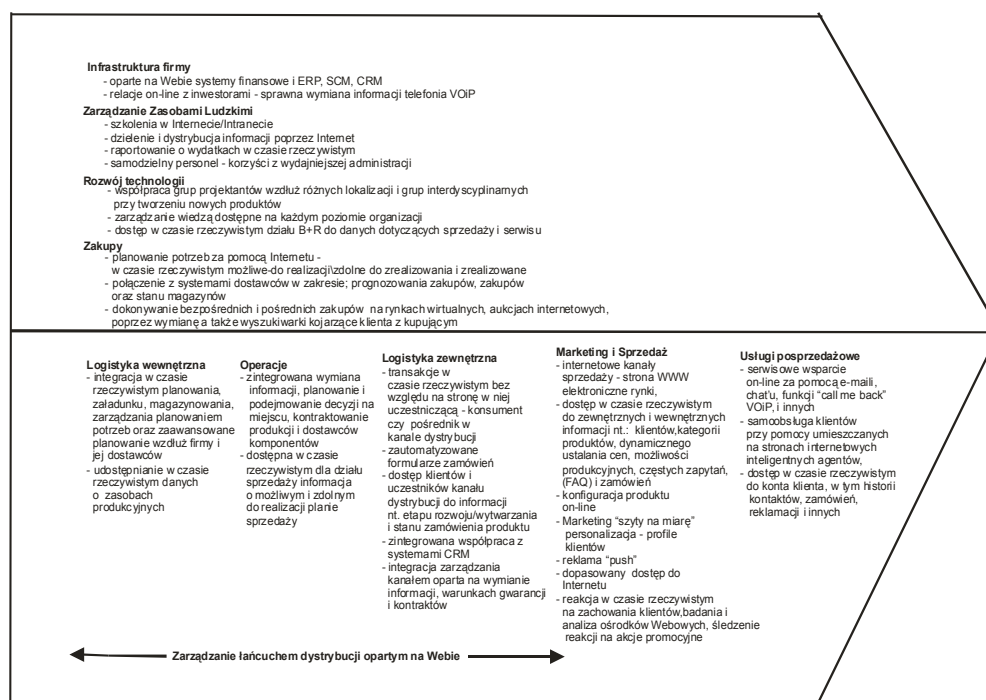 Infrastruktura firmy
- oparte na Webie systemy finansowe i ERP, SCM, CRM
- relacje on-line z inwestorami - sprawna wymiana informacji telefonia VOiP
Zarządzanie Zasobami Ludzkimi
- szkolenia w Internecie/Intranecie
- dzielenie i dystrybucja informacji poprzez Internet
- raportowanie o wydatkach w czasie rzeczywistym
- samodzielny personel - korzyści z wydajniejszej administracji
Rozwój technologii
- współpraca grup projektantów wzdłuż różnych lokalizacji i grup interdyscyplinarnych
przy tworzeniu nowych produktów
- zarządzanie wiedzą dostępne na każdym poziomie organizacji
- dostęp w czasie rzeczywistym działu B+R do danych dotyczących sprzedaży i serwisu
Zakupy
- planowanie potrzeb za pomocą Internetu -
w czasie rzeczywistym możliwe-do realizacji\zdolne do zrealizowania i zrealizowane
- połączenie z systemami dostawców w zakresie; prognozowania zakupów, zakupów
oraz stanu magazynów
- dokonywanie bezpośrednich i pośrednich zakupów na rynkach wirtualnych, aukcjach internetowych,
poprzez wymianę a także wyszukiwarki kojarzące klienta z kupującym
Logistyka wewnętrzna
- integracja w czasie
rzeczywistym planowania,
załadunku, magazynowania,
zarządzania planowaniem
potrzeb oraz zaawansowane
planowanie wzdłuż firmy i
jej dostawców
- udostępnianie w czasie
rzeczywistym danych
o zasobach
produkcyjnych
Operacje
- zintegrowana wymiana
informacji, planowanie i
podejmowanie decyzji na
miejscu, kontraktowanie
produkcji i dostawców
komponentów
- dostępna w czasie
rzeczywistym dla działu
sprzedaży informacja
o możliwym i zdolnym
do realizacji planie
sprzedaży
Logistyka zewnętrzna
- transakcje w
czasie rzeczywistym bez
względu na stronę w niej
uczestniczącą - konsument
czy pośrednik w
kanale dystrybucji
- zautomatyzowane
formularze zamówień
- dostęp klientów i
uczestników kanału
dystrybucji do informacji
nt. etapu rozwoju/wytwarzania
i stanu zamówienia produktu
- zintegrowana współpraca z
systemami CRM
- integracja zarządzania
kanałem oparta na wymianie
informacji, warunkach gwarancji
i kontraktów
Marketing i Sprzedaż
- internetowe kanały
sprzedaży - strona WWW
elektroniczne rynki,
- dostęp w czasie rzeczywistym
do zewnętrznych i wewnętrznych
informacji nt.: klientów,kategorii
produktów, dynamicznego
ustalania cen, możliwości
produkcyjnych, częstych zapytań,
(FAQ) i zamówień
- konfiguracja produktu
on-line
- Marketing "szyty na miarę"
personalizacja - profile
klientów
- reklama "push"
- dopasowany dostęp do
Internetu
- reakcja w czasie rzeczywistym
na zachowania klientów,badania i
analiza ośrodków Webowych, śledzenie
reakcji na akcje promocyjne
Usługi posprzedażowe
- serwisowe wsparcie
on-line za pomocą e-maili,
chat'u, funkcji "call me back"
VOiP, i innych
- samoobsługa klientów
przy pomocy umieszczanych
na stronach internetowych
inteligentnych agentów,
- dostęp w czasie rzeczywistym
do konta klienta, w tym historii
kontaktów, zamówień,
reklamacji i innych
Zarządzanie łańcuchem dystrybucji opartym na Webie